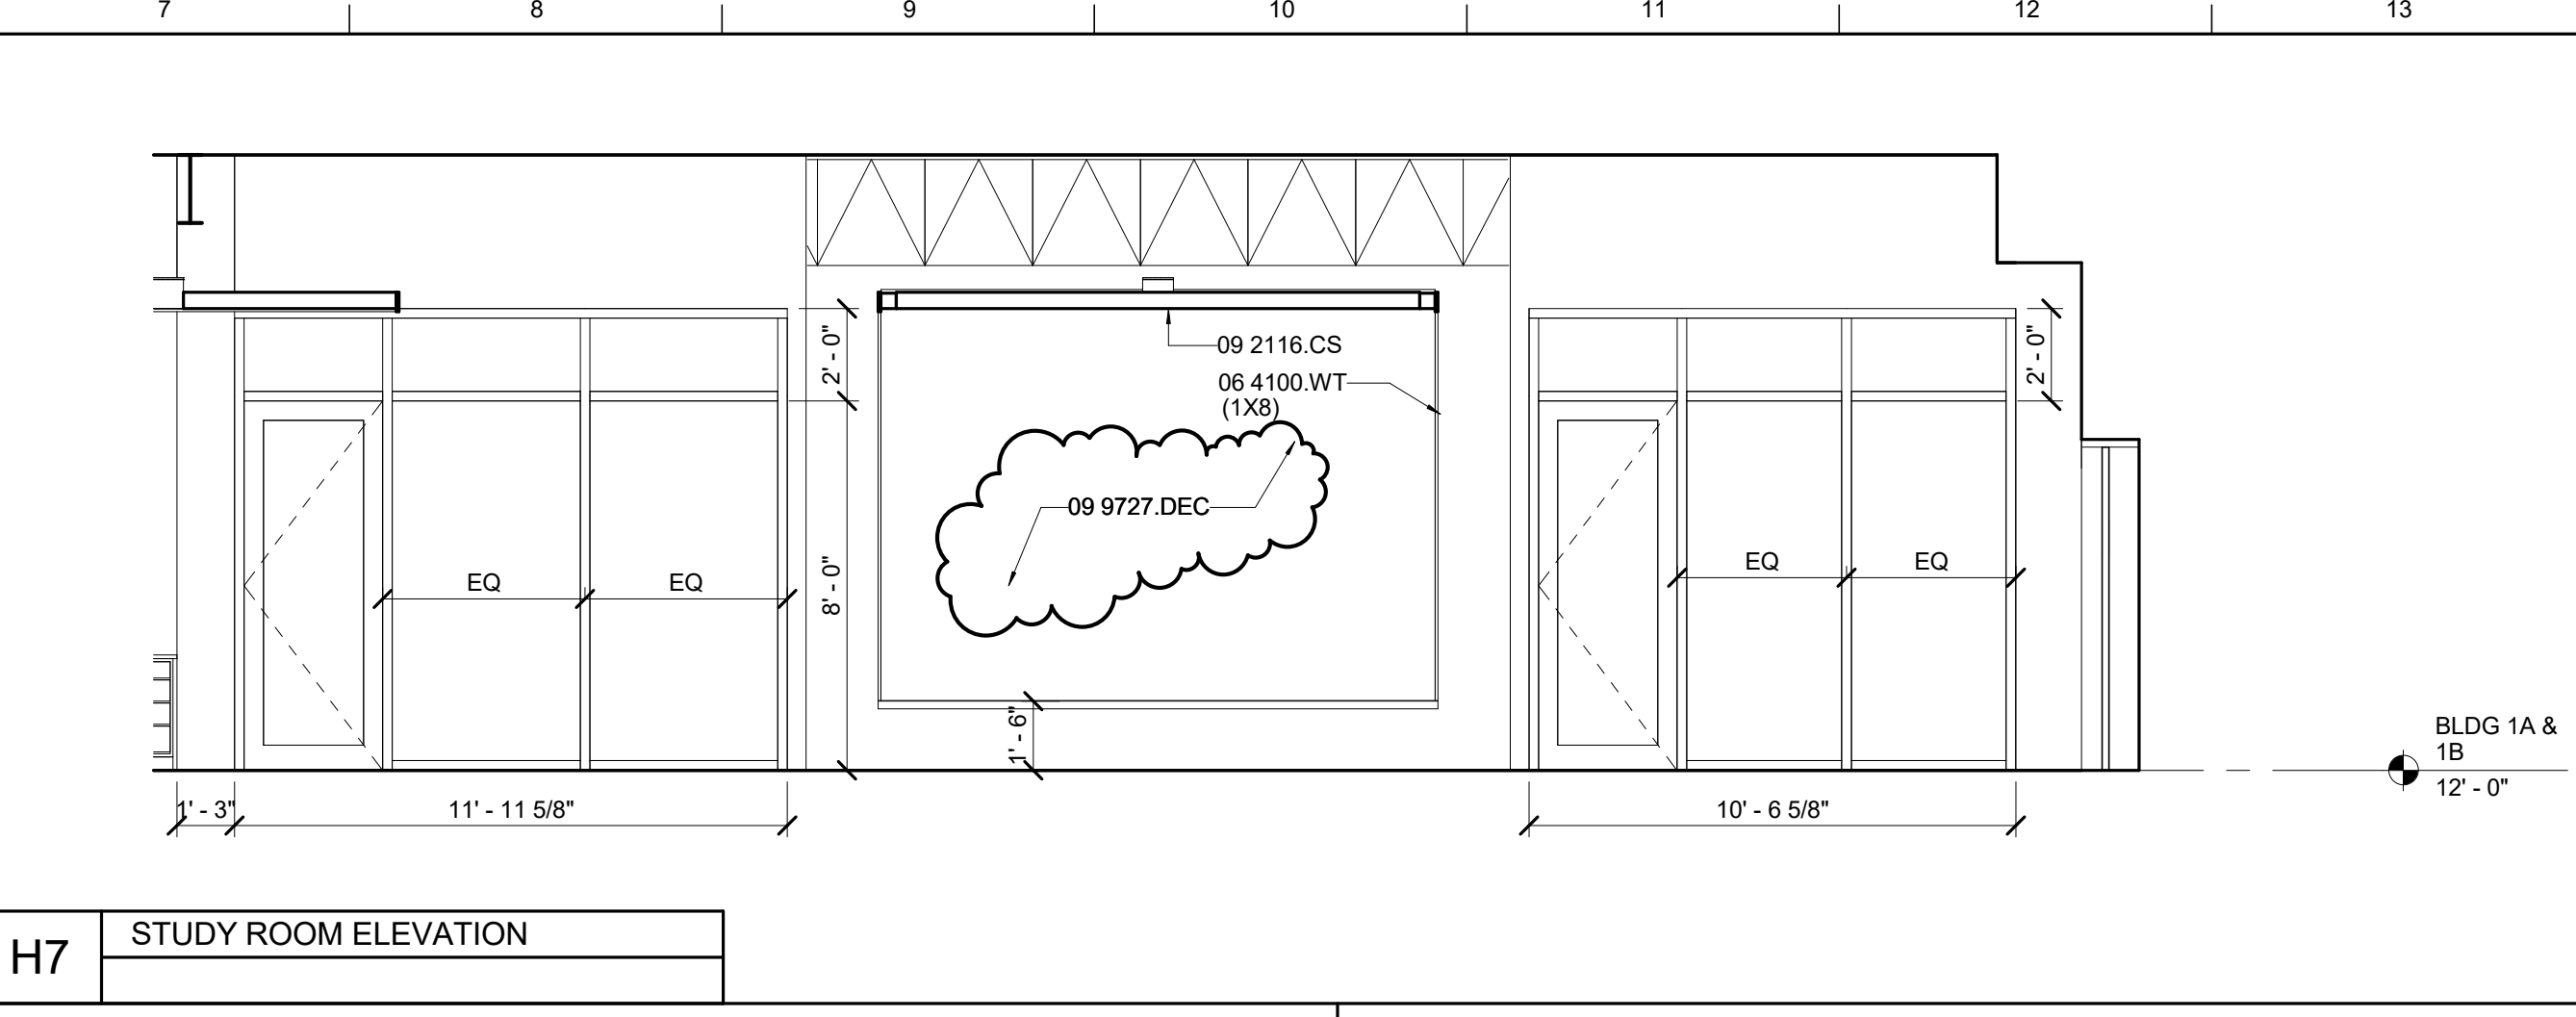 7
8
9
10
11
12
13
2' - 0"
2' - 0"
09 2116.CS
06 4100.WT
(1X8)
09 9727.DEC
EQ
EQ
8' - 0"
EQ
EQ
1' - 6"
BLDG 1A &
1B
12' - 0"
1' - 3"
11' - 11 5/8"
10' - 6 5/8"
H7
STUDY ROOM ELEVATION